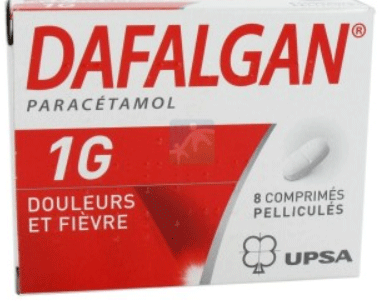 DAFALGAN®
PARACÉTAMOL
1G
DOULEURS
ET FIÈVRE
8 COMPRIMÉS
PELLICULÉS
UPSA